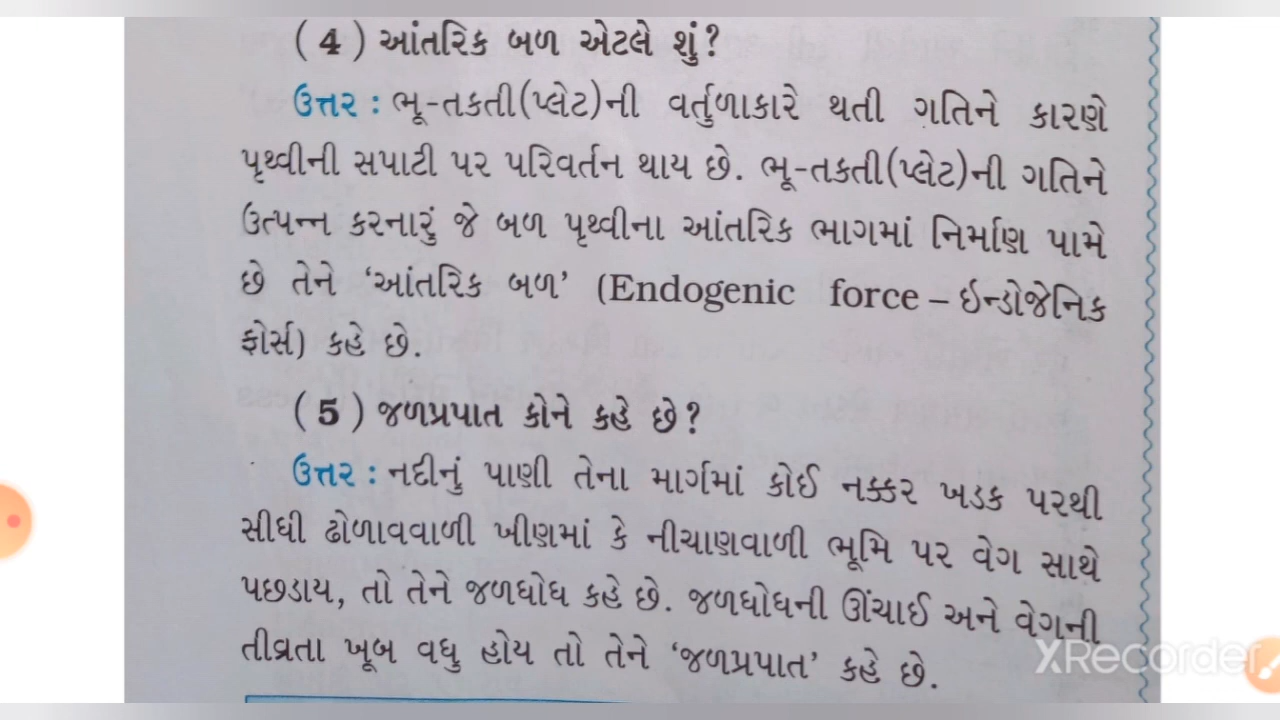 ( 4 ) આંતરિક બળ એટલે શું?
ઉત્તર : ભૂ-તકતી(પ્લેટ)ની વર્તુળાકારે થતી ગતિને કારણે
પૃથ્વીની સપાટી પર પરિવર્તન થાય છે. ભૂ-તકતી(પ્લેટ)ની ગતિને
ઉત્પન્ન કરનારું જે બળ પૃથ્વીના આંતરિક ભાગમાં નિર્માણ પામે
છે તેને ‘આંતરિક બળ’ (Endogenic force – ઇન્ડોજેનિક
ફોર્સ) કહે છે.
( 5 ) જળપ્રપાત કોને કહે છે?
ઉત્તર : નદીનું પાણી તેના માર્ગમાં કોઈ નક્કર ખડક પરથી
સીધી ઢોળાવવાળી ખીણમાં કે નીચાણવાળી ભૂમિ પર વેગ સાથે
પછડાય, તો તેને જળધોધ કહે છે. જળધોધની ઊંચાઈ અને વેગની
તીવ્રતા ખૂબ વધુ હોય તો તેને ‘જળપ્રપાત’ કહે છે.
XRecorder